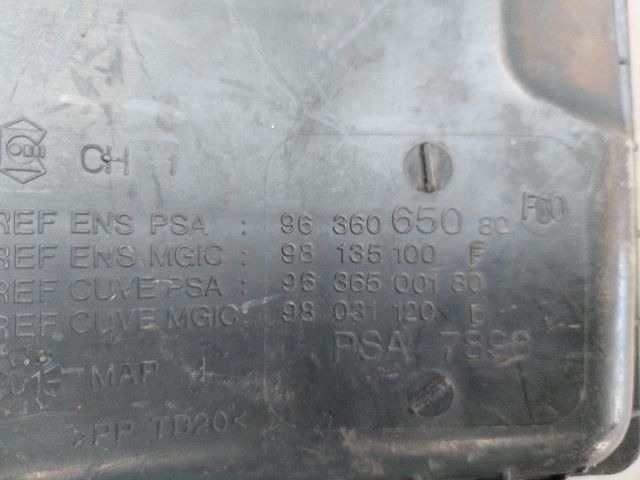 CH 1
REF ENS PSA : 96 360 650 80 F00
REF ENS MGIC : 98 135 100 F
REF CUVE PSA : 96 365 001 80
REF CUVE MGIC : 98 031 120 D
PSA 7898
MAP 1
>PP TD20<